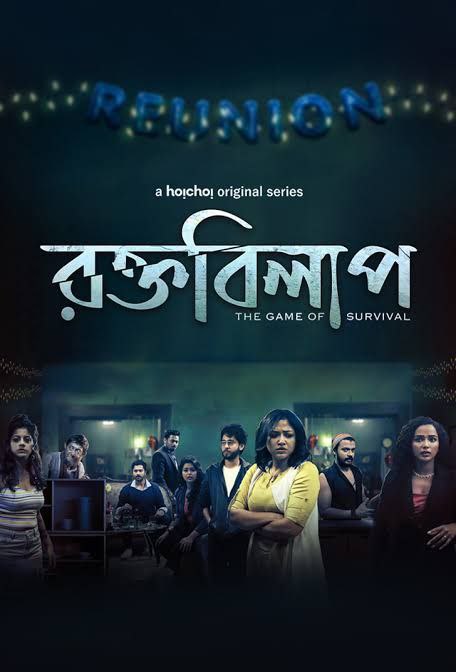 REUNION
a hoichoi original series
রক্তবিলাপ
THE GAME OF SURVIVAL